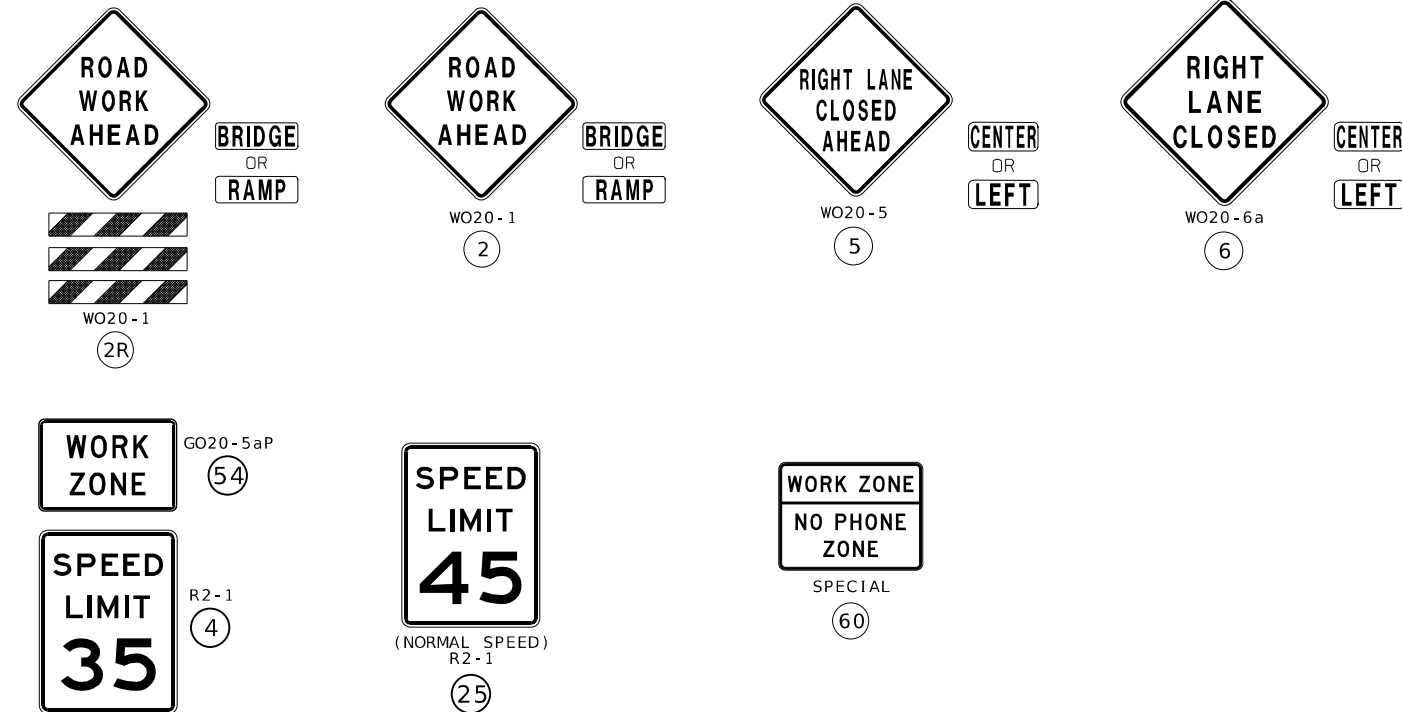 ROAD
WORK
AHEAD
BRIDGE
OR
RAMP
WO20-1
2R
ROAD
WORK
AHEAD
BRIDGE
OR
RAMP
WO20-1
2
RIGHT LANE
CLOSED
AHEAD
CENTER
OR
LEFT
WO20-5
5
RIGHT
LANE
CLOSED
CENTER
OR
LEFT
WO20-6a
6
WORK
ZONE
GO20-5aP
54
SPEED
LIMIT
35
R2-1
4
SPEED
LIMIT
45
(NORMAL SPEED)
R2-1
25
WORK ZONE
NO PHONE
ZONE
SPECIAL
60